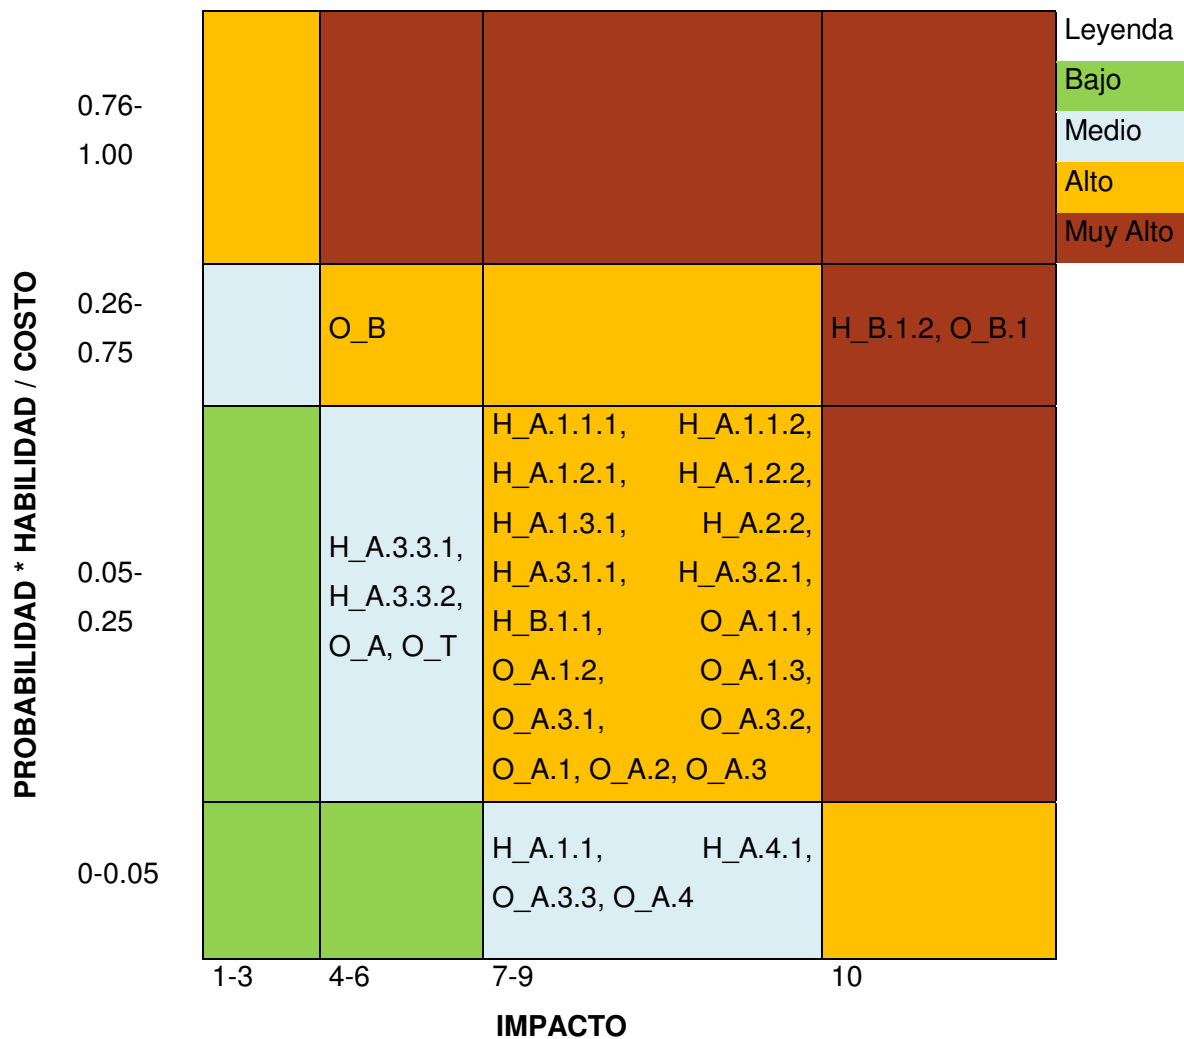 Leyenda
Bajo
Medio
Alto
Muy Alto
PROBABILIDAD * HABILIDAD / COSTO
0.76-
1.00
0.26-
0.75
O_B
H_B.1.2, O_B.1
0.05-
0.25
H_A.3.3.1,
H_A.3.3.2,
O_A, O_T
H_A.1.1.1, H_A.1.1.2,
H_A.1.2.1, H_A.1.2.2,
H_A.1.3.1, H_A.2.2,
H_A.3.1.1, H_A.3.2.1,
H_B.1.1, O_A.1.1,
O_A.1.2, O_A.1.3,
O_A.3.1, O_A.3.2,
O_A.1, O_A.2, O_A.3
0-0.05
H_A.1.1, H_A.4.1,
O_A.3.3, O_A.4
1-3 4-6 7-9 10
IMPACTO